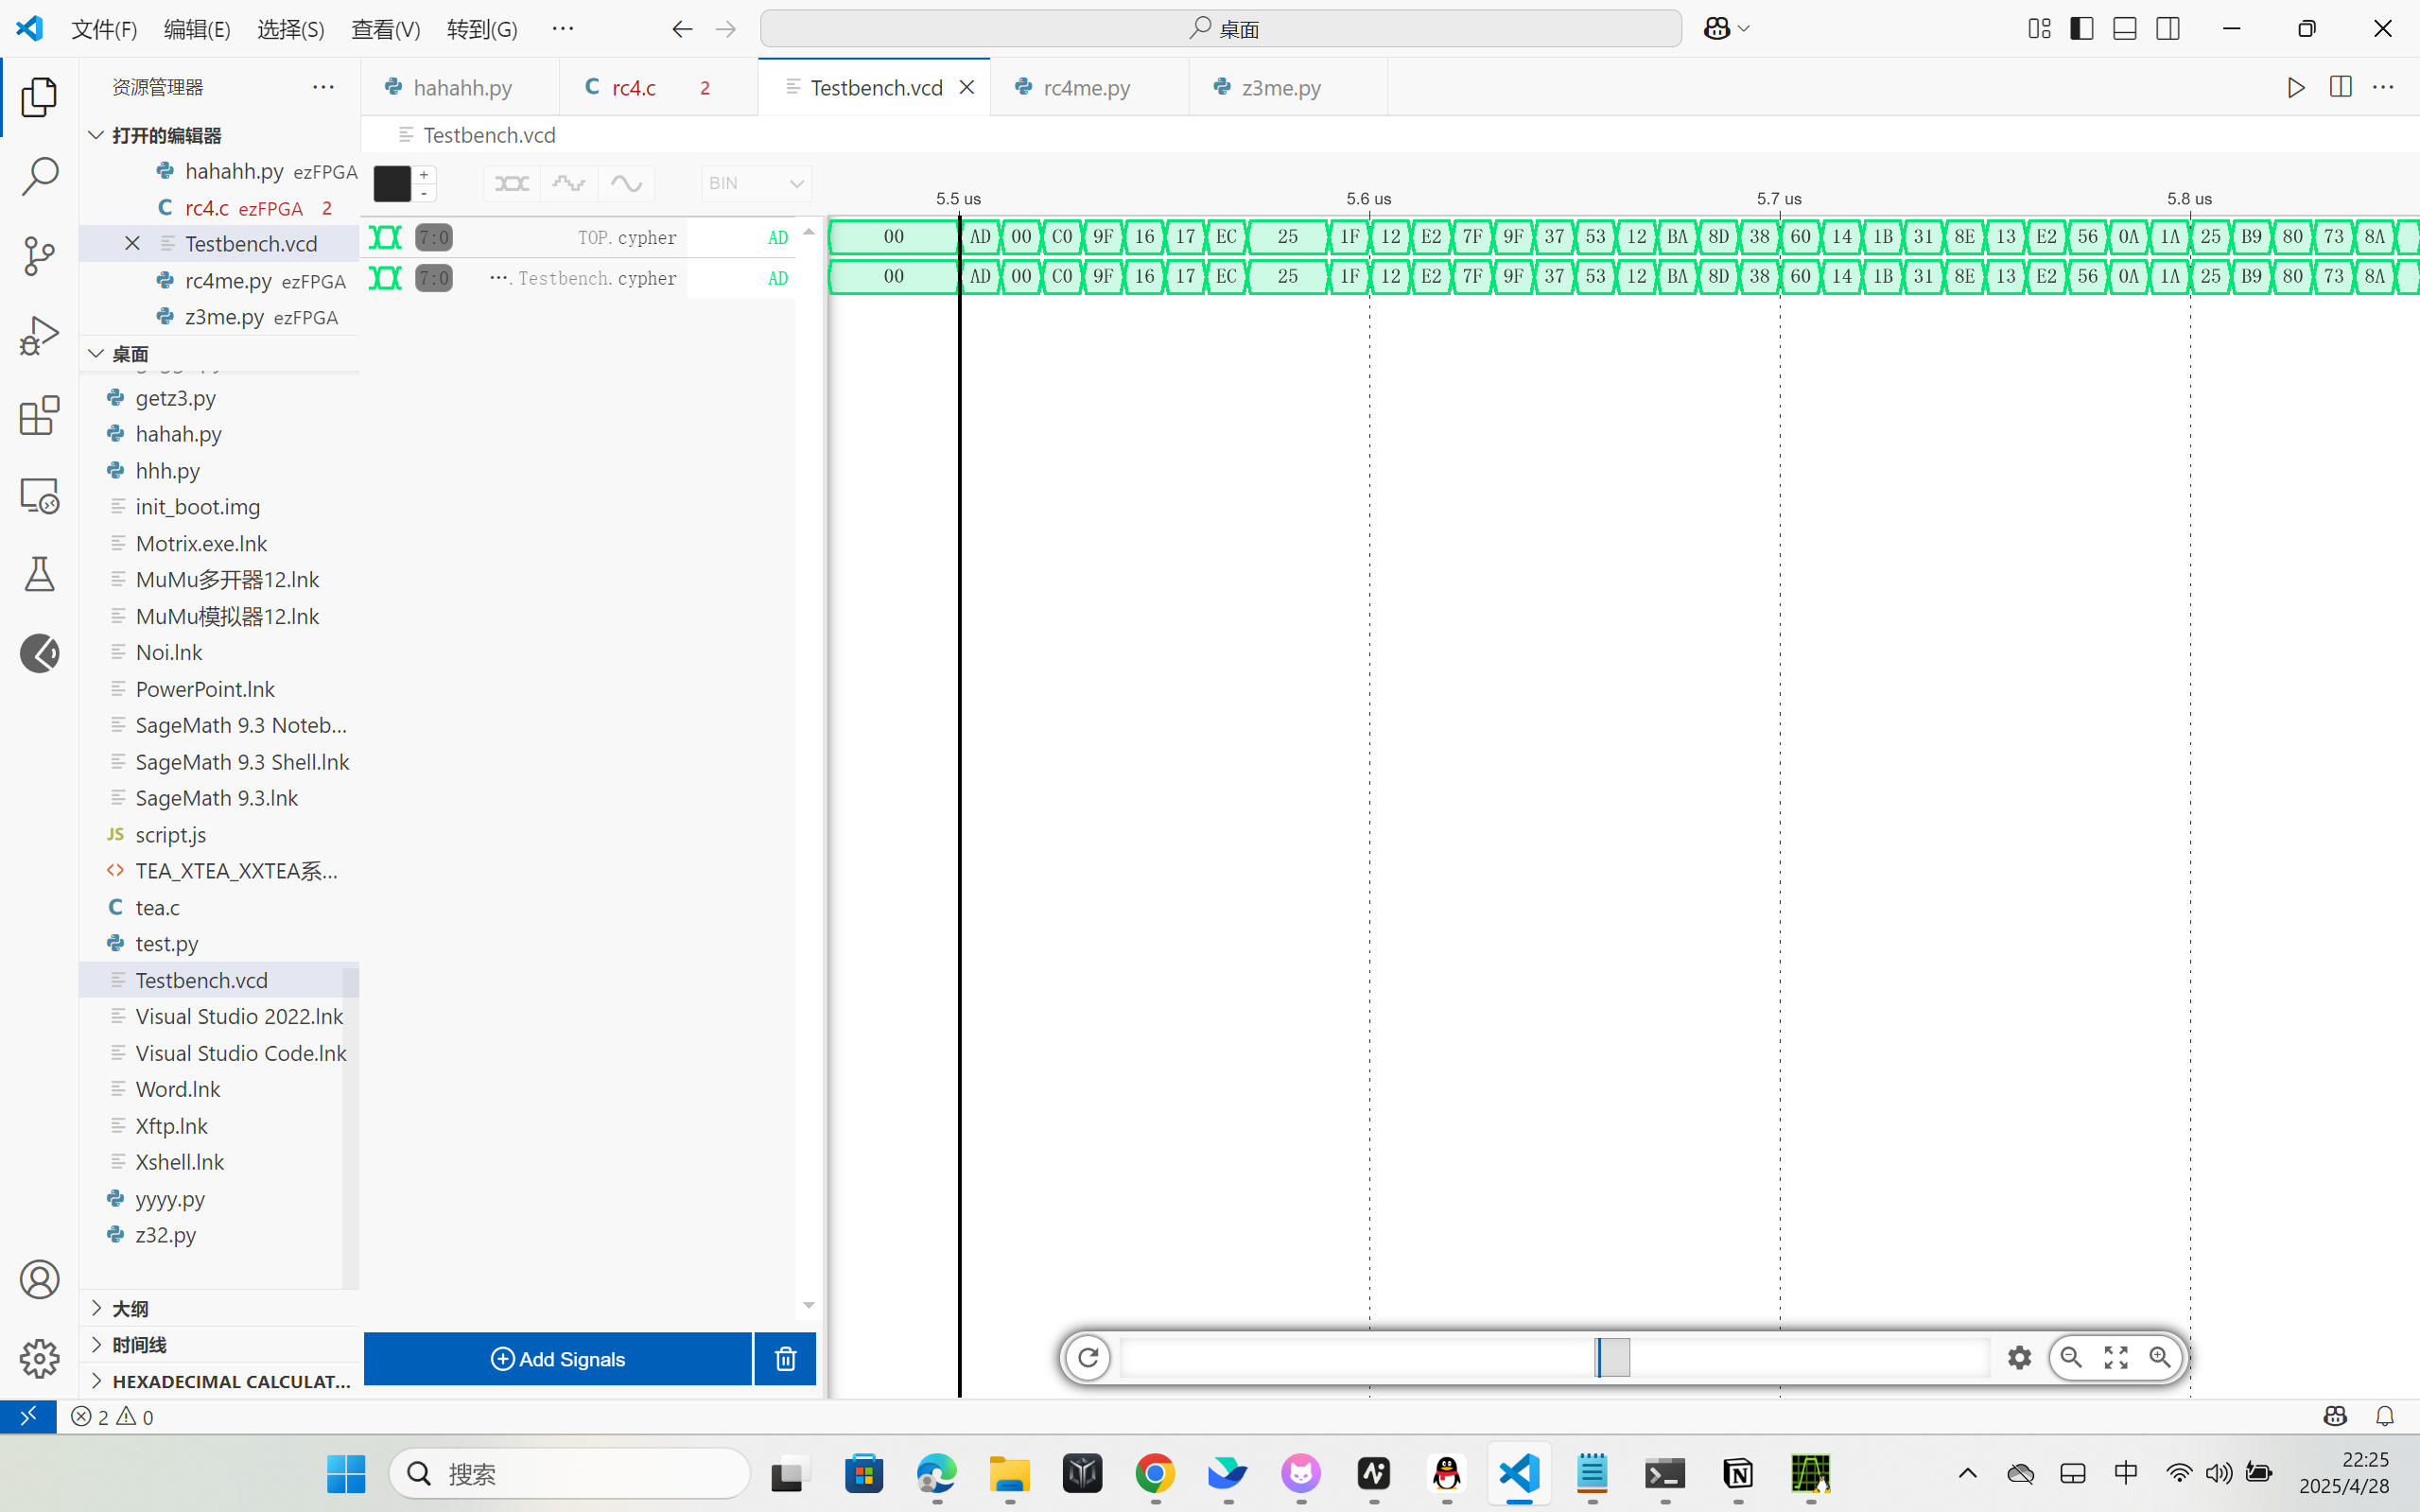 文件(F) 编辑(E) 选择(S) 查看(V) 转到(G) ··· 桌面
资源管理器 ···
打开的编辑器
hahahh.py ezFPGA
rc4.c ezFPGA 2
Testbench.vcd
rc4me.py ezFPGA
z3me.py ezFPGA
桌面
getz3.py
hahah.py
hhh.py
init_boot.img
Motrix.exe.lnk
MuMu多开器12.lnk
MuMu模拟器12.lnk
Noi.lnk
PowerPoint.lnk
SageMath 9.3 Noteb...
SageMath 9.3 Shell.lnk
SageMath 9.3.lnk
JS script.js
TEA_XTEA_XXTEA系...
C tea.c
test.py
Testbench.vcd
Visual Studio 2022.lnk
Visual Studio Code.lnk
Word.lnk
Xftp.lnk
Xshell.lnk
yyyy.py
z32.py
大纲
时间线
HEXADECIMAL CALCULAT...
hahahh.py C rc4.c 2 Testbench.vcd rc4me.py z3me.py
Testbench.vcd
+ - BIN
5.5 us 5.6 us 5.7 us 5.8 us
7:0 TOP.cypher AD 00 AD 00 C0 9F 16 17 EC 25 1F 12 E2 7F 9F 37 53 12 BA 8D 38 60 14 1B 31 8E 13 E2 56 0A 1A 25 B9 80 73 8A
7:0 ···.Testbench.cypher AD 00 AD 00 C0 9F 16 17 EC 25 1F 12 E2 7F 9F 37 53 12 BA 8D 38 60 14 1B 31 8E 13 E2 56 0A 1A 25 B9 80 73 8A
Add Signals
2 0
搜索
中
22:25
2025/4/28